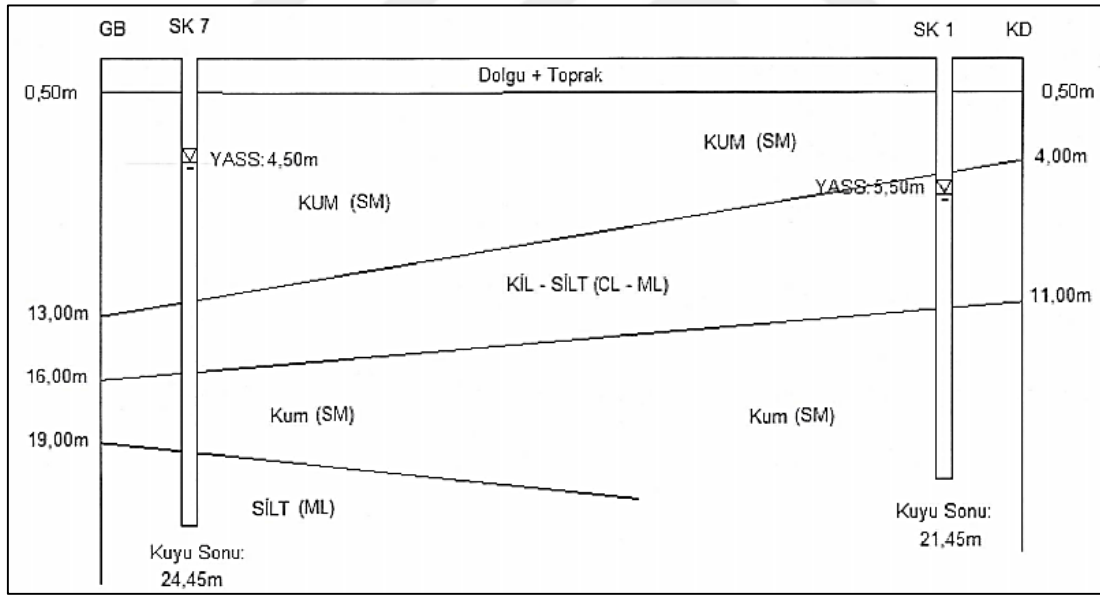 GB SK 7 SK 1 KD
Dolgu + Toprak
0,50m 0,50m
KUM (SM)
4,00m
YASS: 4,50m
YASS: 5,50m
KUM (SM)
KİL - SİLT (CL - ML)
11,00m
13,00m
16,00m
Kum (SM) Kum (SM)
19,00m
SİLT (ML)
Kuyu Sonu:
21,45m
Kuyu Sonu:
24,45m